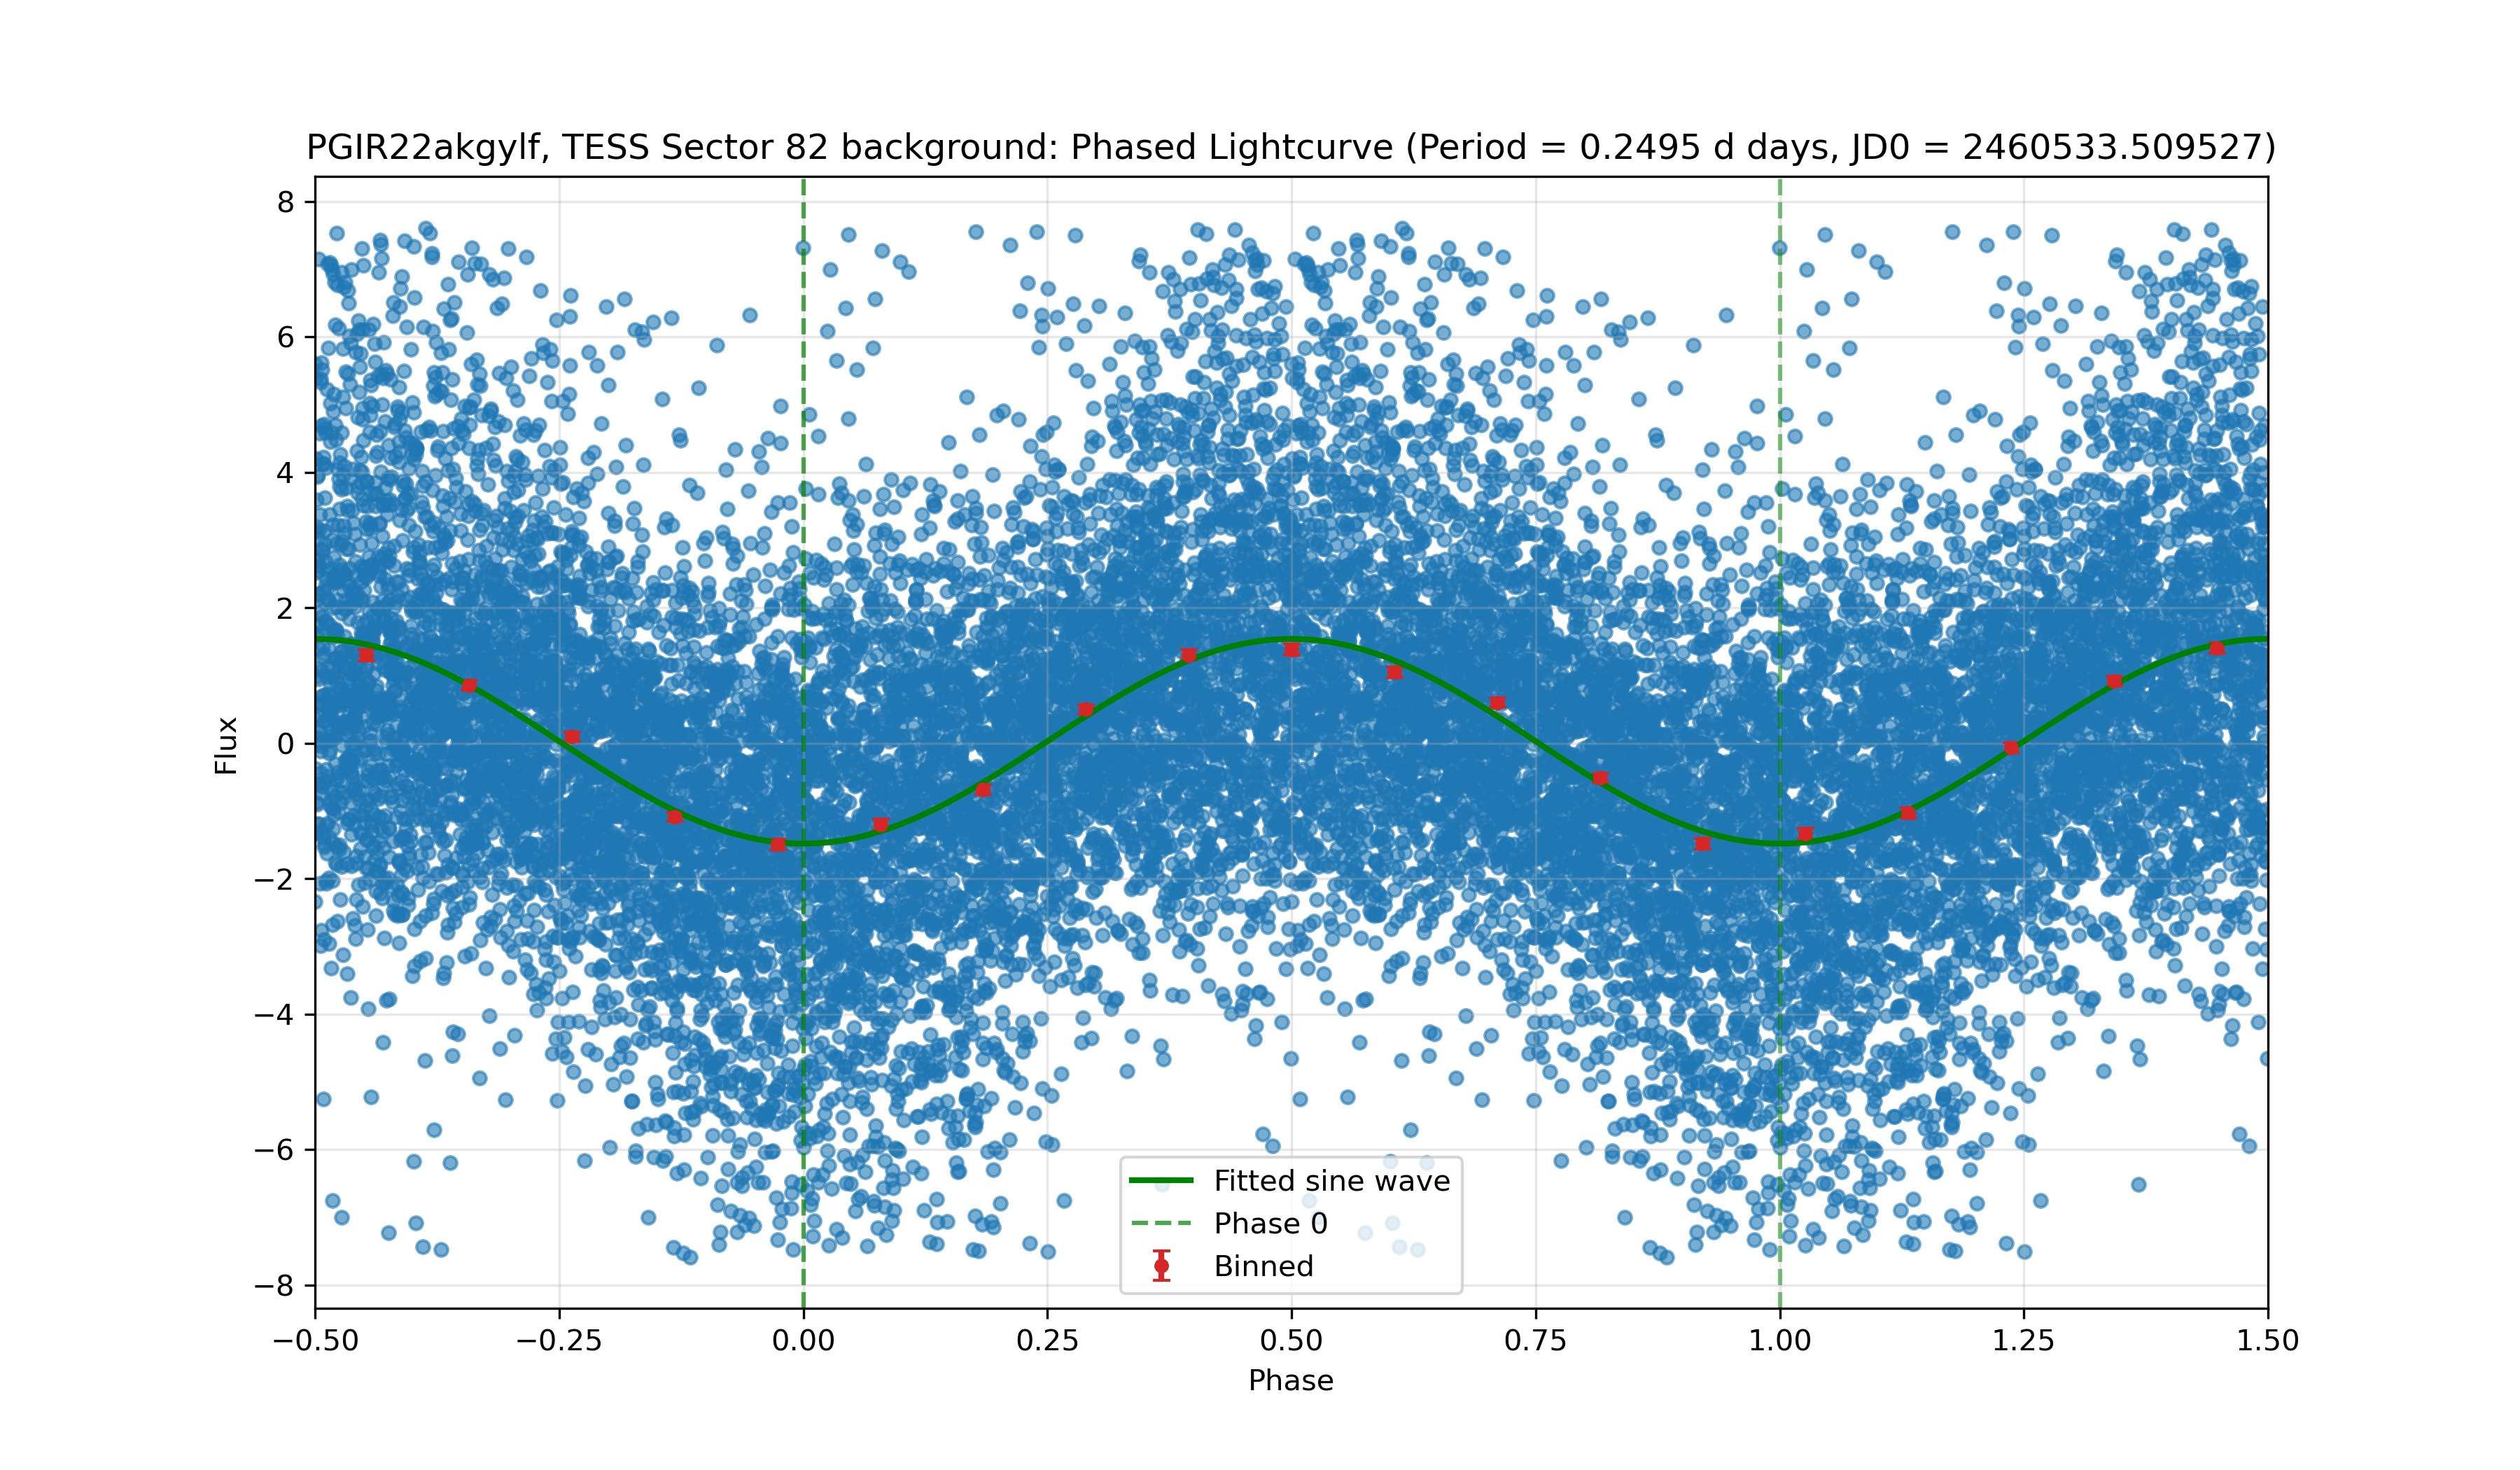 PGIR22akgylf, TESS Sector 82 background: Phased Lightcurve (Period = 0.2495 d days, JD0 = 2460533.509527)
8
6
4
2
0
−2
−4
−6
−8
Flux
Fitted sine wave
Phase 0
Binned
−0.50 −0.25 0.00 0.25 0.50 0.75 1.00 1.25 1.50
Phase